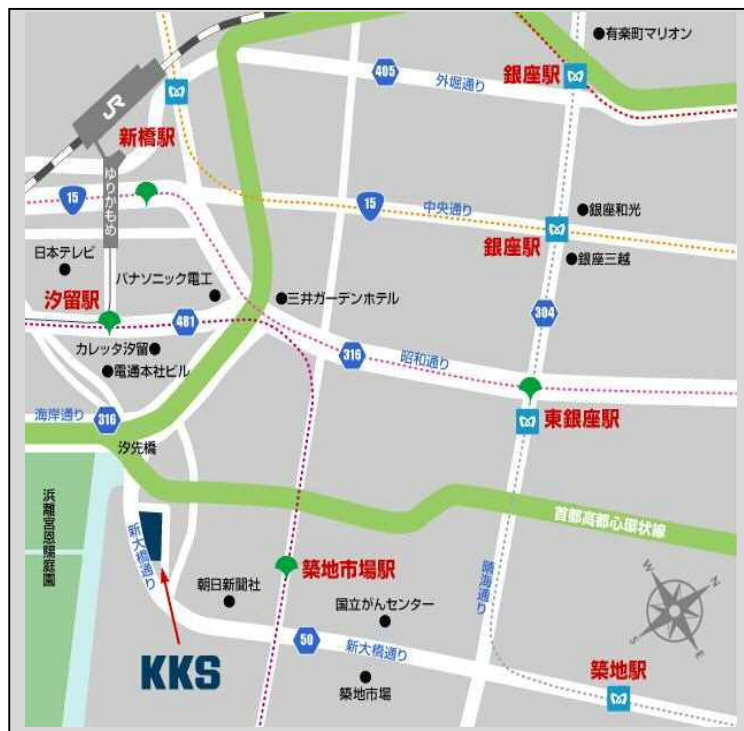 有楽町マリオン
銀座駅
405
外堀通り
JR
新橋駅
ゆりかもめ
15
15
中央通り
銀座和光
銀座駅
銀座三越
日本テレビ
パナソニック電工
三井ガーデンホテル
汐留駅
481
304
カレッタ汐留
316
昭和通り
電通本社ビル
海岸通り
316
東銀座駅
汐先橋
浜離宮恩賜庭園
首都高都心環状線
新大橋通り
築地市場駅
晴海通り
朝日新聞社
国立がんセンター
N
W
S
E
50
新大橋通り
KKS
築地市場
築地駅